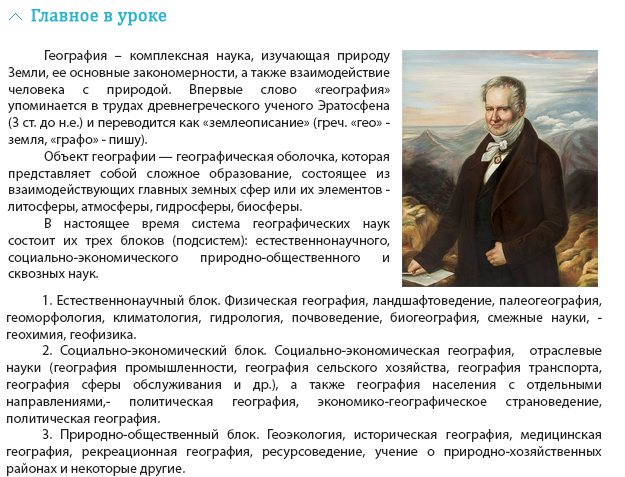 Главное в уроке
География – комплексная наука, изучающая природу
Земли, ее основные закономерности, а также взаимодействие
человека с природой. Впервые слово «география»
упоминается в трудах древнегреческого ученого Эратосфена
(3 ст. до н.е.) и переводится как «землеописание» (греч. «гео» -
земля, «графо» - пишу).
Объект географии — географическая оболочка, которая
представляет собой сложное образование, состоящее из
взаимодействующих главных земных сфер или их элементов -
литосферы, атмосферы, гидросферы, биосферы.
В настоящее время система географических наук
состоит их трех блоков (подсистем): естественнонаучного,
социально-экономического природно-общественного и
сквозных наук.
1. Естественнонаучный блок. Физическая география, ландшафтоведение, палеогеография,
геоморфология, климатология, гидрология, почвоведение, биогеография, смежные науки, -
геохимия, геофизика.
2. Социально-экономический блок. Социально-экономическая география, отраслевые
науки (география промышленности, география сельского хозяйства, география транспорта,
география сферы обслуживания и др.), а также география населения с отдельными
направлениями,- политическая география, экономико-географическое страноведение,
политическая география.
3. Природно-общественный блок. Геоэкология, историческая география, медицинская
география, рекреационная география, ресурсоведение, учение о природно-хозяйственных
районах и некоторые другие.